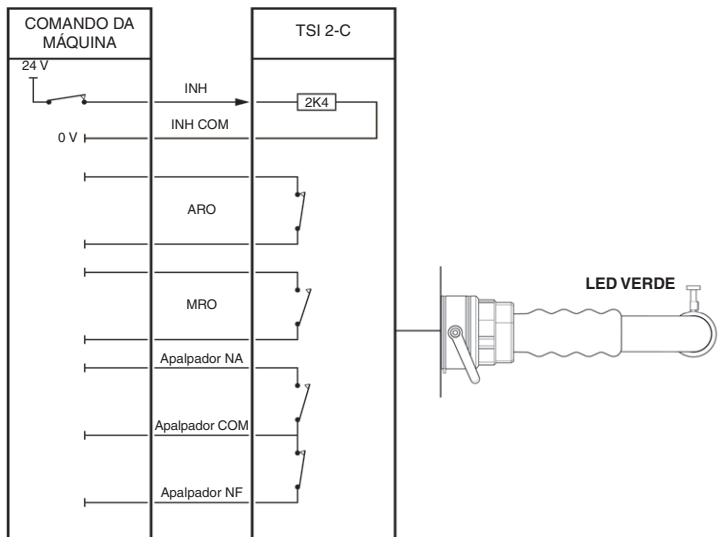 COMANDO DA
MÁQUINA
TSI 2-C
24 V
INH
2K4
INH COM
0 V
ARO
MRO
LED VERDE
Apalpador NA
Apalpador COM
Apalpador NF